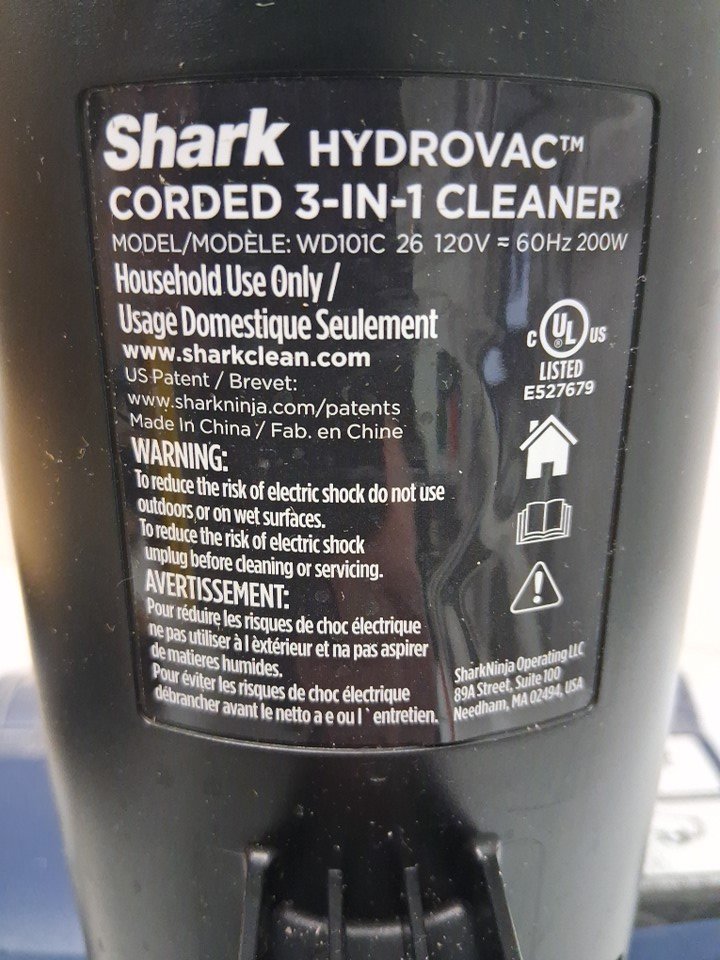 Shark HYDROVAC™
CORDED 3-IN-1 CLEANER
MODEL/MODÈLE: WD101C 26 120V = 60Hz 200W
Household Use Only /
Usage Domestique Seulement
www.sharkclean.com
US Patent / Brevet:
www.sharkninja.com/patents
Made In China / Fab. en Chine
WARNING:
To reduce the risk of electric shock do not use
outdoors or on wet surfaces.
To reduce the risk of electric shock
unplug before cleaning or servicing.
AVERTISSEMENT:
Pour réduire les risques de choc électrique
ne pas utiliser à l èxtérieur et na pas aspirer
de matieres humides.
Pour éviter les risques de choc électrique
débrancher avant le netto a e ou l ' entretien.
C UL ® US
LISTED
E527679
SharkNinja Operating LLC
89A Street, Suite 100
Needham, MA 02494, USA